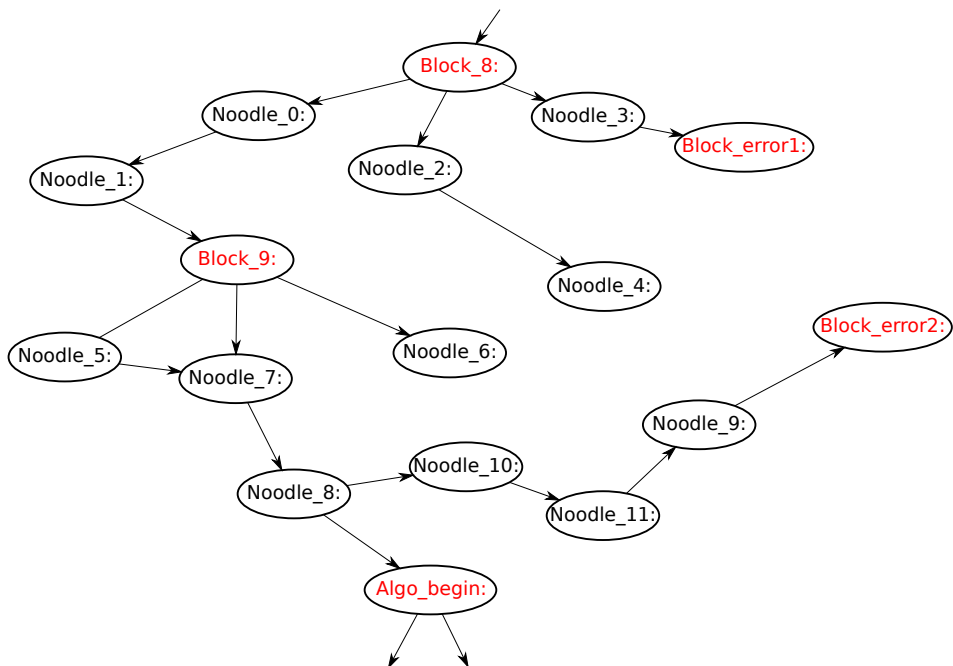 Block_8:
Noodle_0:
Noodle_3:
Block_error1:
Noodle_2:
Noodle_1:
Block_9:
Noodle_4:
Block_error2:
Noodle_5:
Noodle_6:
Noodle_7:
Noodle_9:
Noodle_10:
Noodle_8:
Noodle_11:
Algo_begin: